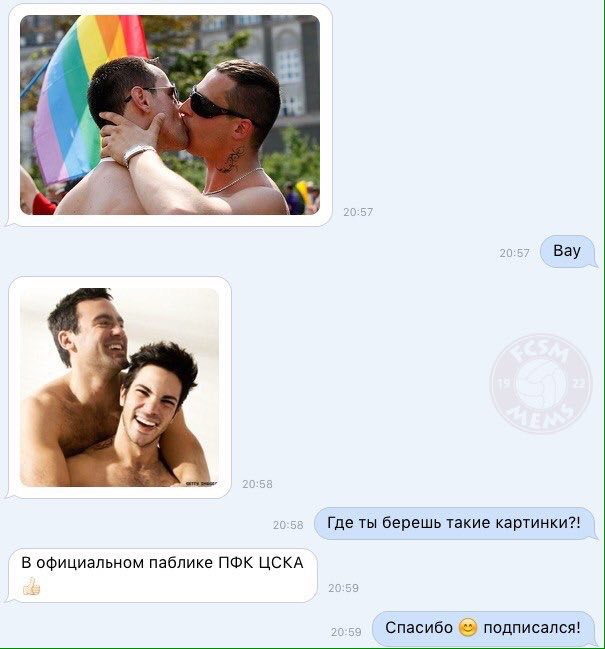 20:57
20:57
Вау
20:58
FCSM
19 22
MEMS
20:58
Где ты берешь такие картинки?!
В официальном паблике ПФК ЦСКА
👍🏻
20:59
20:59
Спасибо 😊 подписался!